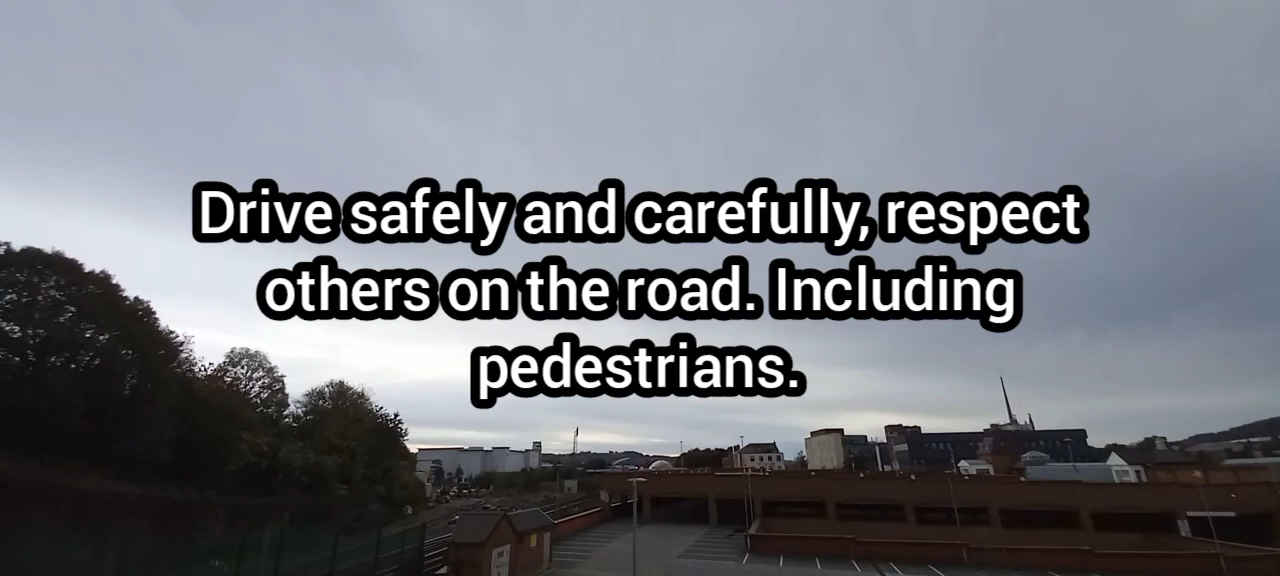 Drive safely and carefully, respect
others on the road. Including
pedestrians.